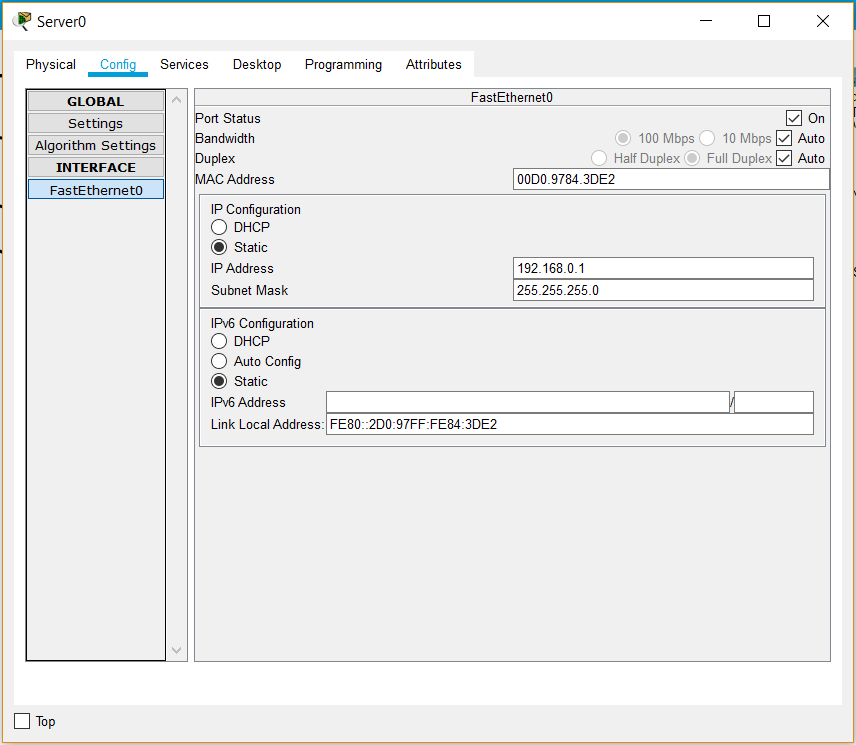 Server0
Physical Config Services Desktop Programming Attributes
GLOBAL
Settings
Algorithm Settings
INTERFACE
FastEthernet0
FastEthernet0
Port Status On
Bandwidth 100 Mbps 10 Mbps Auto
Duplex Half Duplex Full Duplex Auto
MAC Address 00D0.9784.3DE2
IP Configuration
DHCP
Static
IP Address 192.168.0.1
Subnet Mask 255.255.255.0
IPv6 Configuration
DHCP
Auto Config
Static
IPv6 Address /
Link Local Address: FE80::2D0:97FF:FE84:3DE2
Top